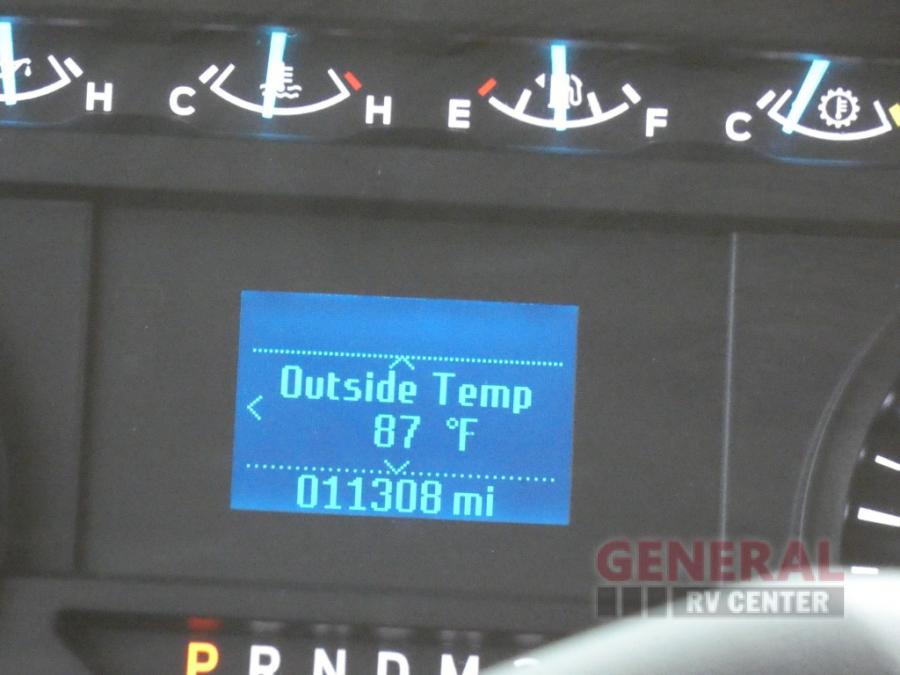 H C H E F C
Outside Temp
87 °F
011308 mi
GENERAL
RV CENTER
P R N D M